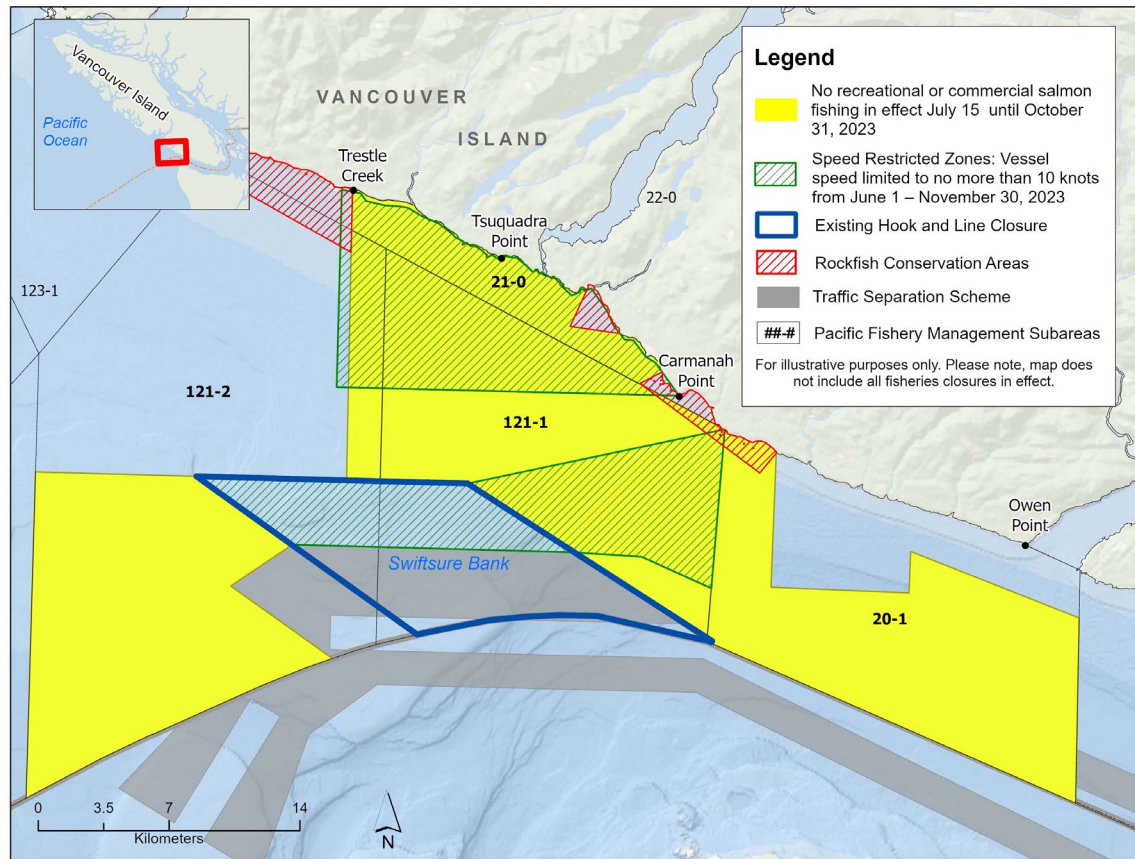 Vancouver Island
Pacific
Ocean
VANCOUVER
ISLAND
Trestle
Creek
Tsuquadra
Point
22-0
21-0
123-1
Carmanah
Point
121-2
121-1
Owen
Point
Swiftsure Bank
20-1
0 3.5 7 14
Kilometers
N
Legend
No recreational or commercial salmon
fishing in effect July 15 until October
31, 2023
Speed Restricted Zones: Vessel
speed limited to no more than 10 knots
from June 1 – November 30, 2023
Existing Hook and Line Closure
Rockfish Conservation Areas
Traffic Separation Scheme
##-# Pacific Fishery Management Subareas
For illustrative purposes only. Please note, map does
not include all fisheries closures in effect.